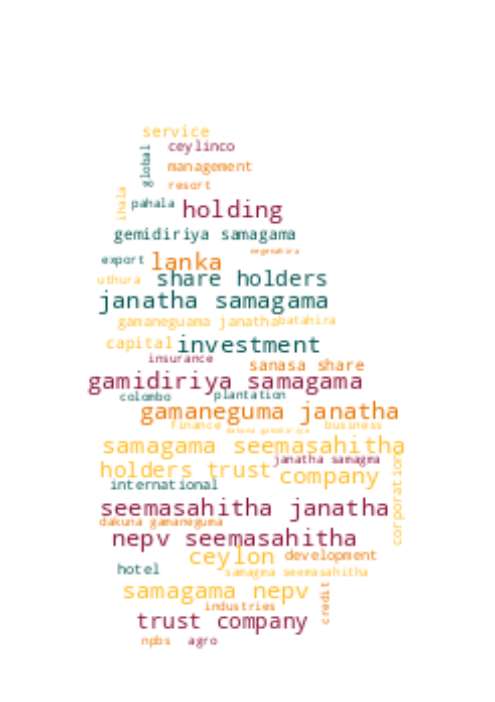 service
global
ceylinco
management
resort
ihala
pahala
holding
gemidiriya samagama
export
lanka
uthura
share holders
janatha samagama
gamaneguama janatha
batahira
capital
investment
insurance
sanasa share
gamidiriya samagama
colombo
plantation
gamaneguma janatha
finance
business
samagama seemasahitha
janatha samagma
holders trust
company
international
corporation
seemasahitha janatha
dakuna gamaneguma
nepv seemasahitha
ceylon
development
hotel
samagma seemasahitha
samagama nepv
industries
credit
trust company
npbs
agro